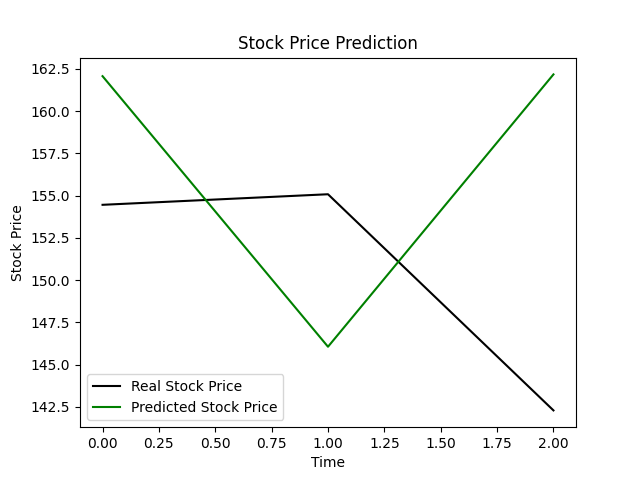 Stock Price Prediction
Stock Price
162.5
160.0
157.5
155.0
152.5
150.0
147.5
145.0
142.5
Real Stock Price
Predicted Stock Price
0.00 0.25 0.50 0.75 1.00 1.25 1.50 1.75 2.00
Time